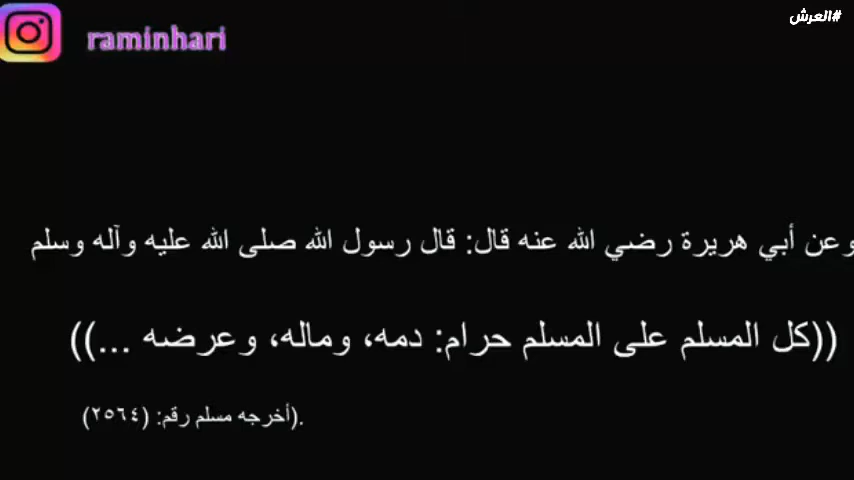 #العرش
raminhari
وعن أبي هريرة رضي الله عنه قال: قال رسول الله صلى الله عليه وآله وسلم
((كل المسلم على المسلم حرام: دمه، وماله، وعرضه ...))
(أخرجه مسلم رقم: (٢٥٦٤).